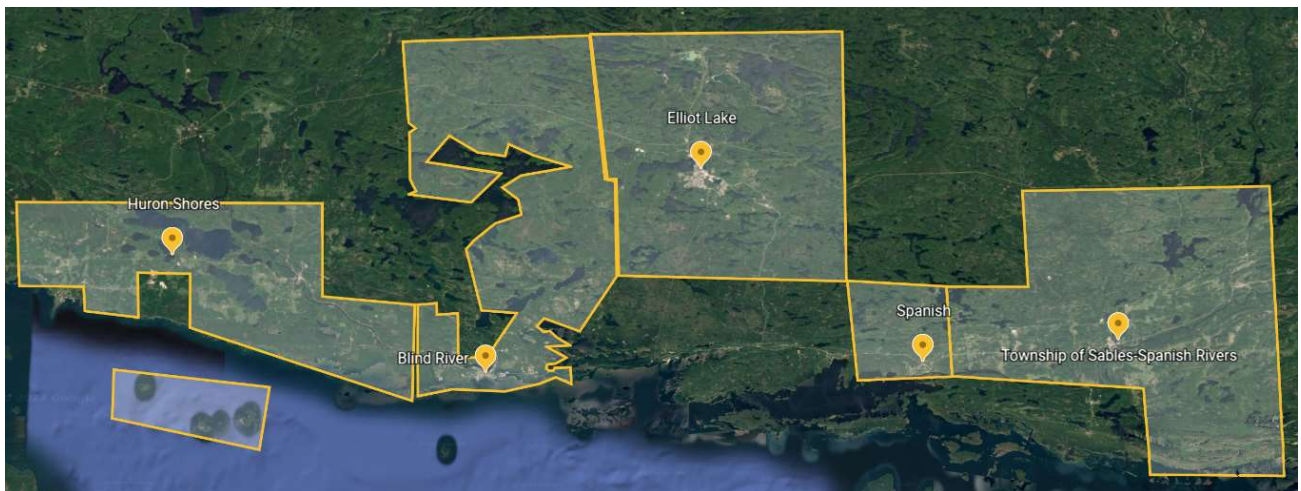 Elliot Lake
Huron Shores
Spanish
Blind River
Township of Sables-Spanish Rivers